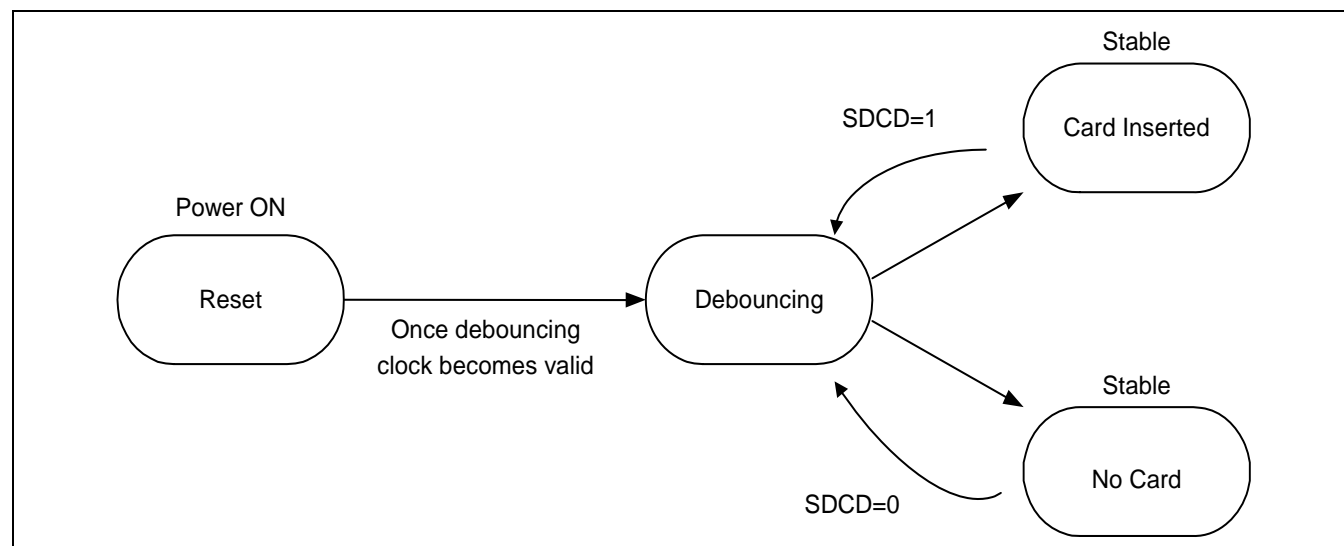 Stable
Card Inserted
SDCD=1
Power ON
Reset
Once debouncing
clock becomes valid
Debouncing
Stable
No Card
SDCD=0